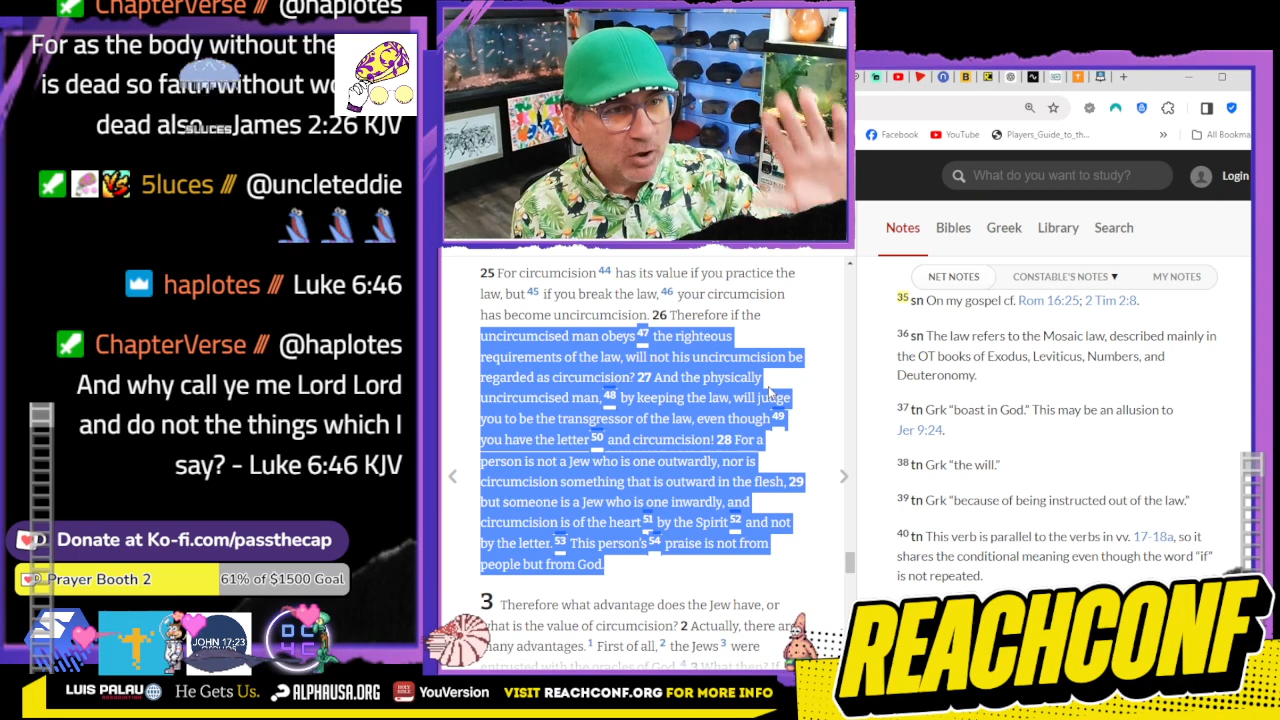 ChapterVerse /// @haplotes
For as the body without the
is dead so faith without wo
dead also - James 2:26 KJV
5LUCES
5luces /// @uncleteddie
haplotes /// Luke 6:46
ChapterVerse /// @haplotes
And why call ye me Lord Lord
and do not the things which I
say? - Luke 6:46 KJV
Donate at Ko-fi.com/passthecap
Prayer Booth 2
61% of $1500 Goal
JOHN 17:23
25 For circumcision 44 has its value if you practice the
law, but 45 if you break the law, 46 your circumcision
has become uncircumcision. 26 Therefore if the
uncircumcised man obeys 47 the righteous
requirements of the law, will not his uncircumcision be
regarded as circumcision? 27 And the physically
uncircumcised man, 48 by keeping the law, will judge
you to be the transgressor of the law, even though 49
you have the letter 50 and circumcision! 28 For a
person is not a Jew who is one outwardly, nor is
circumcision something that is outward in the flesh, 29
but someone is a Jew who is one inwardly, and
circumcision is of the heart 51 by the Spirit 52 and not
by the letter. 53 This person's 54 praise is not from
people but from God.
3 Therefore what advantage does the Jew have, or
what is the value of circumcision? 2 Actually, there are
many advantages. 1 First of all, 2 the Jews 3 were
entrusted with the oracles of God. 4 3 What then? If
Facebook YouTube Players_Guide_to_th... » All Bookma
What do you want to study?
Login
Notes Bibles Greek Library Search
NET NOTES CONSTABLE'S NOTES MY NOTES
35 sn On my gospel cf. Rom 16:25; 2 Tim 2:8.
36 sn The law refers to the Mosaic law, described mainly in
the OT books of Exodus, Leviticus, Numbers, and
Deuteronomy.
37 tn Grk “boast in God.” This may be an allusion to
Jer 9:24.
38 tn Grk “the will.”
39 tn Grk “because of being instructed out of the law.”
40 tn This verb is parallel to the verbs in vv. 17-18a, so it
shares the conditional meaning even though the word “if”
is not repeated.
REACHCONF
LUIS PALAU
ASSOCIATION
He Gets Us.
ALPHAUSA.ORG
HOLY BIBLE
YouVersion
VISIT REACHCONF.ORG FOR MORE INFO